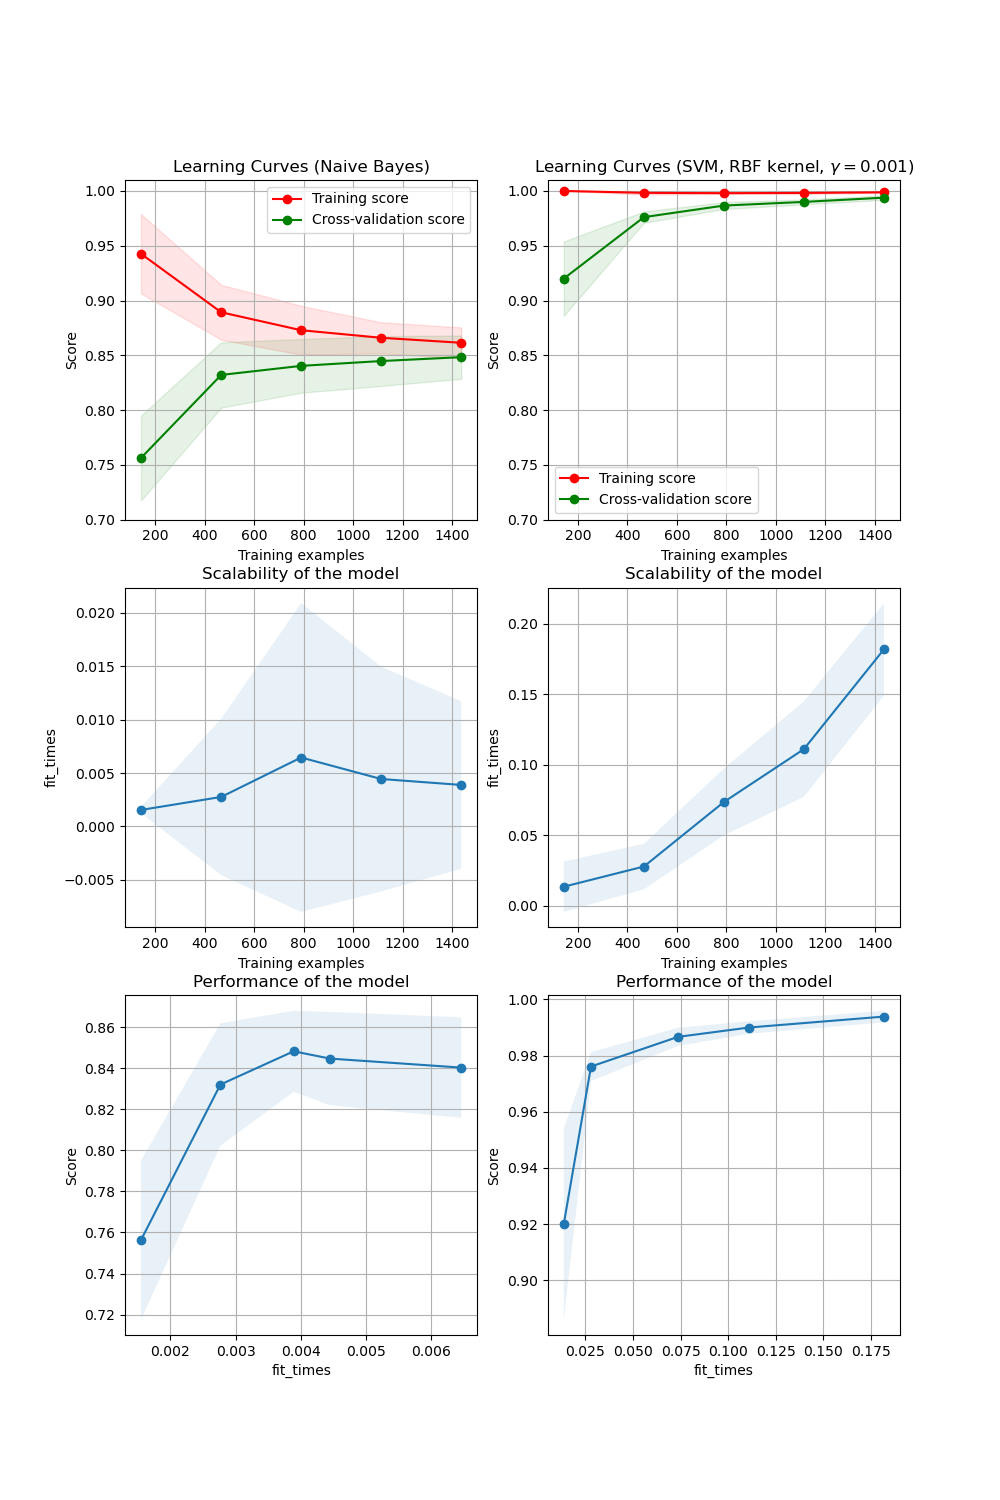 Learning Curves (Naive Bayes)
1.00
0.95
0.90
0.85
0.80
0.75
0.70
Score
Training score
Cross-validation score
200 400 600 800 1000 1200 1400
Training examples
Learning Curves (SVM, RBF kernel, γ = 0.001)
1.00
0.95
0.90
0.85
0.80
0.75
0.70
Score
Training score
Cross-validation score
200 400 600 800 1000 1200 1400
Training examples
Scalability of the model
0.020
0.015
0.010
0.005
0.000
−0.005
fit_times
200 400 600 800 1000 1200 1400
Training examples
Scalability of the model
0.20
0.15
0.10
0.05
0.00
fit_times
200 400 600 800 1000 1200 1400
Training examples
Performance of the model
0.86
0.84
0.82
0.80
0.78
0.76
0.74
0.72
Score
0.002 0.003 0.004 0.005 0.006
fit_times
Performance of the model
1.00
0.98
0.96
0.94
0.92
0.90
Score
0.025 0.050 0.075 0.100 0.125 0.150 0.175
fit_times